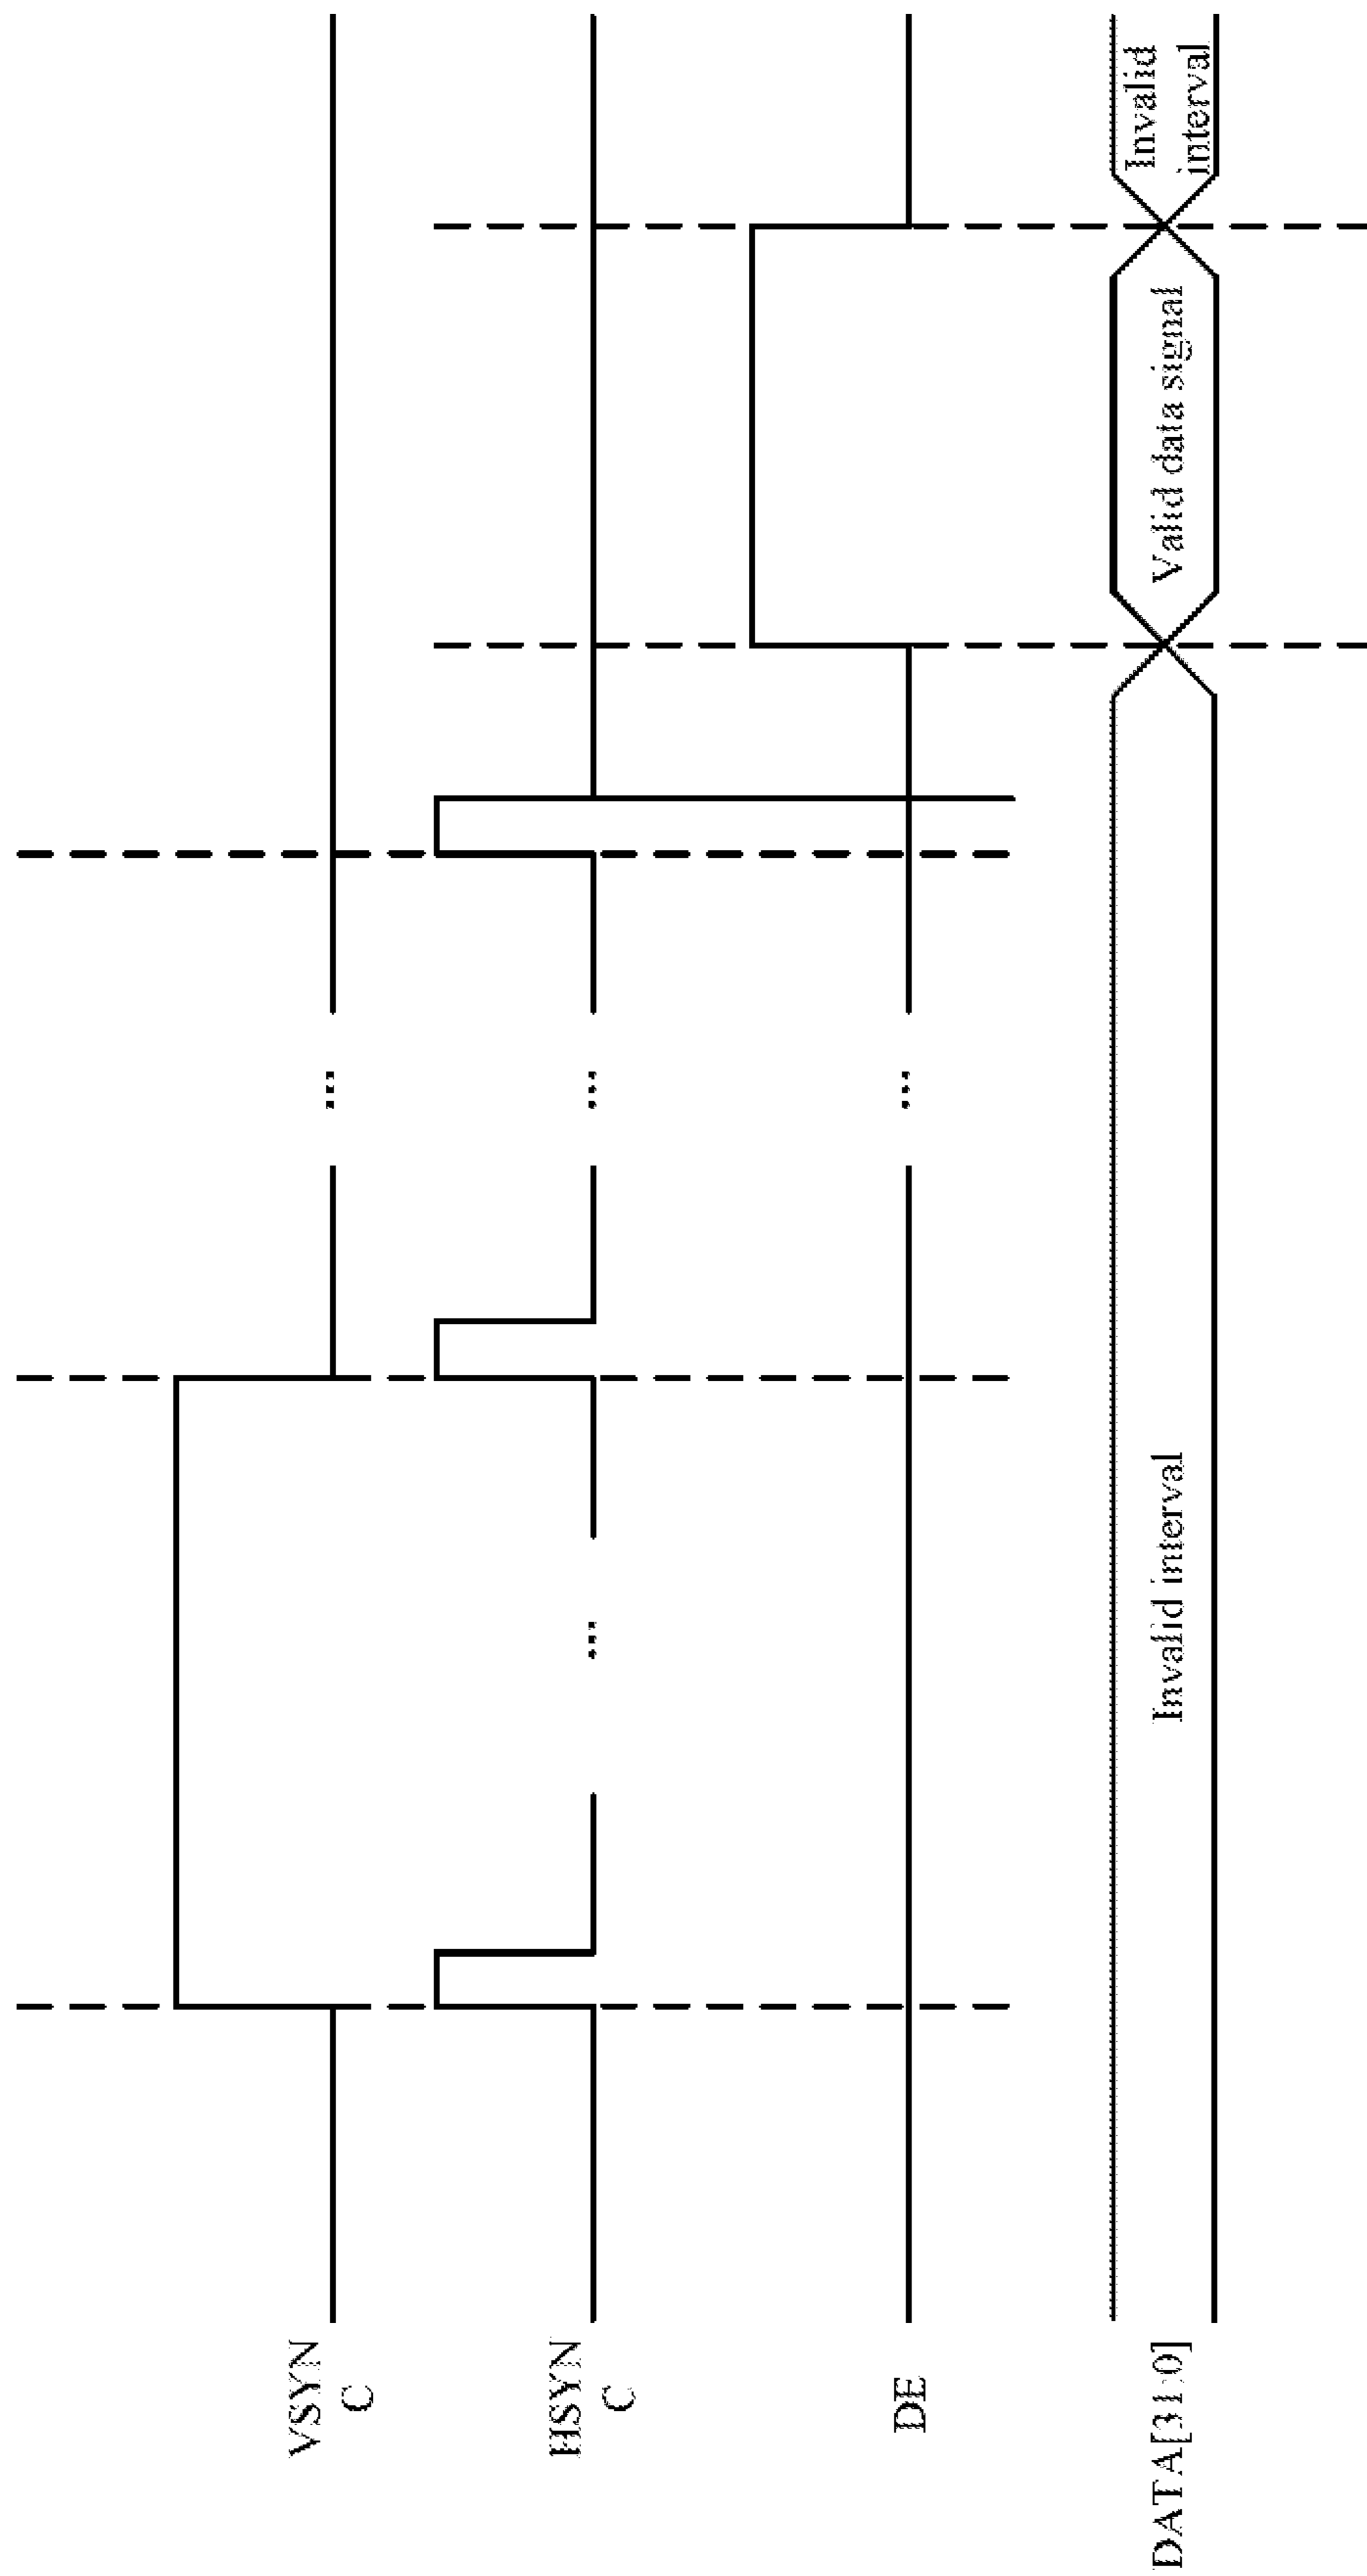 VSYN
C
...
HSYN
C
...
...
DE
...
DATA[31:0]
Invalid interval
Valid data signal
Invalid
interval